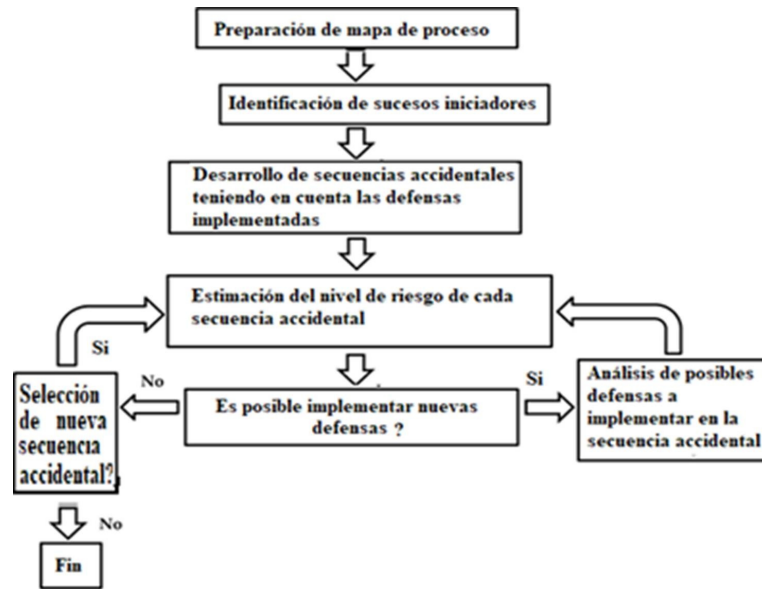 Preparación de mapa de proceso
Identificación de sucesos iniciadores
Desarrollo de secuencias accidentales
teniendo en cuenta las defensas
implementadas
Estimación del nivel de riesgo de cada
secuencia accidental
Si
No
Si
Selección
de nueva
secuencia
accidental?
Es posible implementar nuevas
defensas ?
Análisis de posibles
defensas a
implementar en la
secuencia accidental
No
Fin